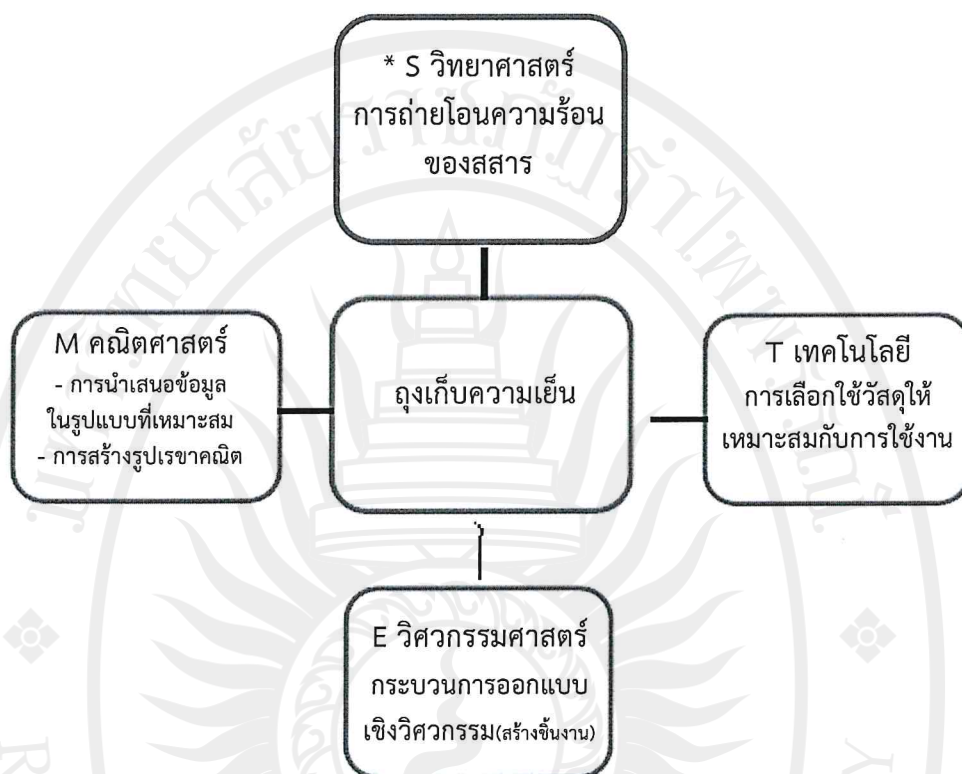 * S วิทยาศาสตร์
การถ่ายโอนความร้อน
ของสสาร
M คณิตศาสตร์
- การนำเสนอข้อมูล
ในรูปแบบที่เหมาะสม
- การสร้างรูปเรขาคณิต
ถุงเก็บความเย็น
T เทคโนโลยี
การเลือกใช้วัสดุให้
เหมาะสมกับการใช้งาน
E วิศวกรรมศาสตร์
กระบวนการออกแบบ
เชิงวิศวกรรม(สร้างชิ้นงาน)